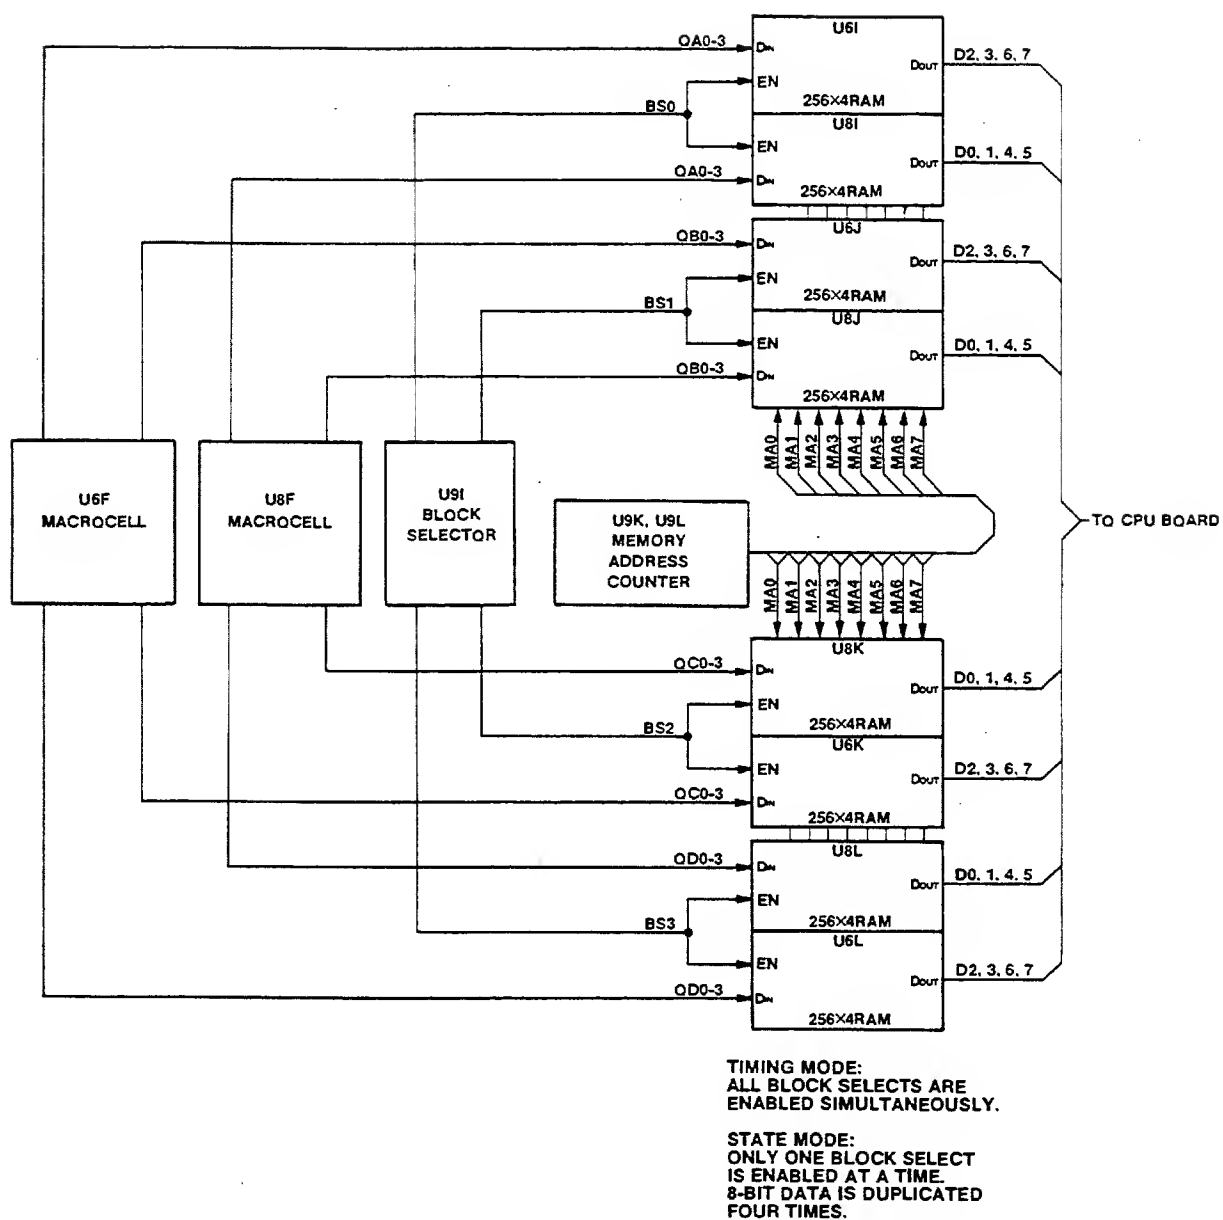 U6I
QA0-3
DIN
DOUT
D2, 3, 6, 7
EN
256×4RAM
BS0
U8I
EN
DOUT
D0, 1, 4, 5
QA0-3
DIN
256×4RAM
U6J
QB0-3
DIN
DOUT
D2, 3, 6, 7
EN
256×4RAM
BS1
U8J
EN
DOUT
D0, 1, 4, 5
QB0-3
DIN
256×4RAM
MA0 MA1 MA2 MA3 MA4 MA5 MA6 MA7
U6F
MACROCELL
U8F
MACROCELL
U9I
BLOCK
SELECTOR
U9K, U9L
MEMORY
ADDRESS
COUNTER
TO CPU BOARD
MA0 MA1 MA2 MA3 MA4 MA5 MA6 MA7
U8K
QC0-3
DIN
DOUT
D0, 1, 4, 5
EN
256×4RAM
BS2
U6K
EN
DOUT
D2, 3, 6, 7
QC0-3
DIN
256×4RAM
U8L
QD0-3
DIN
DOUT
D0, 1, 4, 5
EN
256×4RAM
BS3
U6L
EN
DOUT
D2, 3, 6, 7
QD0-3
DIN
256×4RAM
TIMING MODE:
ALL BLOCK SELECTS ARE
ENABLED SIMULTANEOUSLY.
STATE MODE:
ONLY ONE BLOCK SELECT
IS ENABLED AT A TIME.
8-BIT DATA IS DUPLICATED
FOUR TIMES.